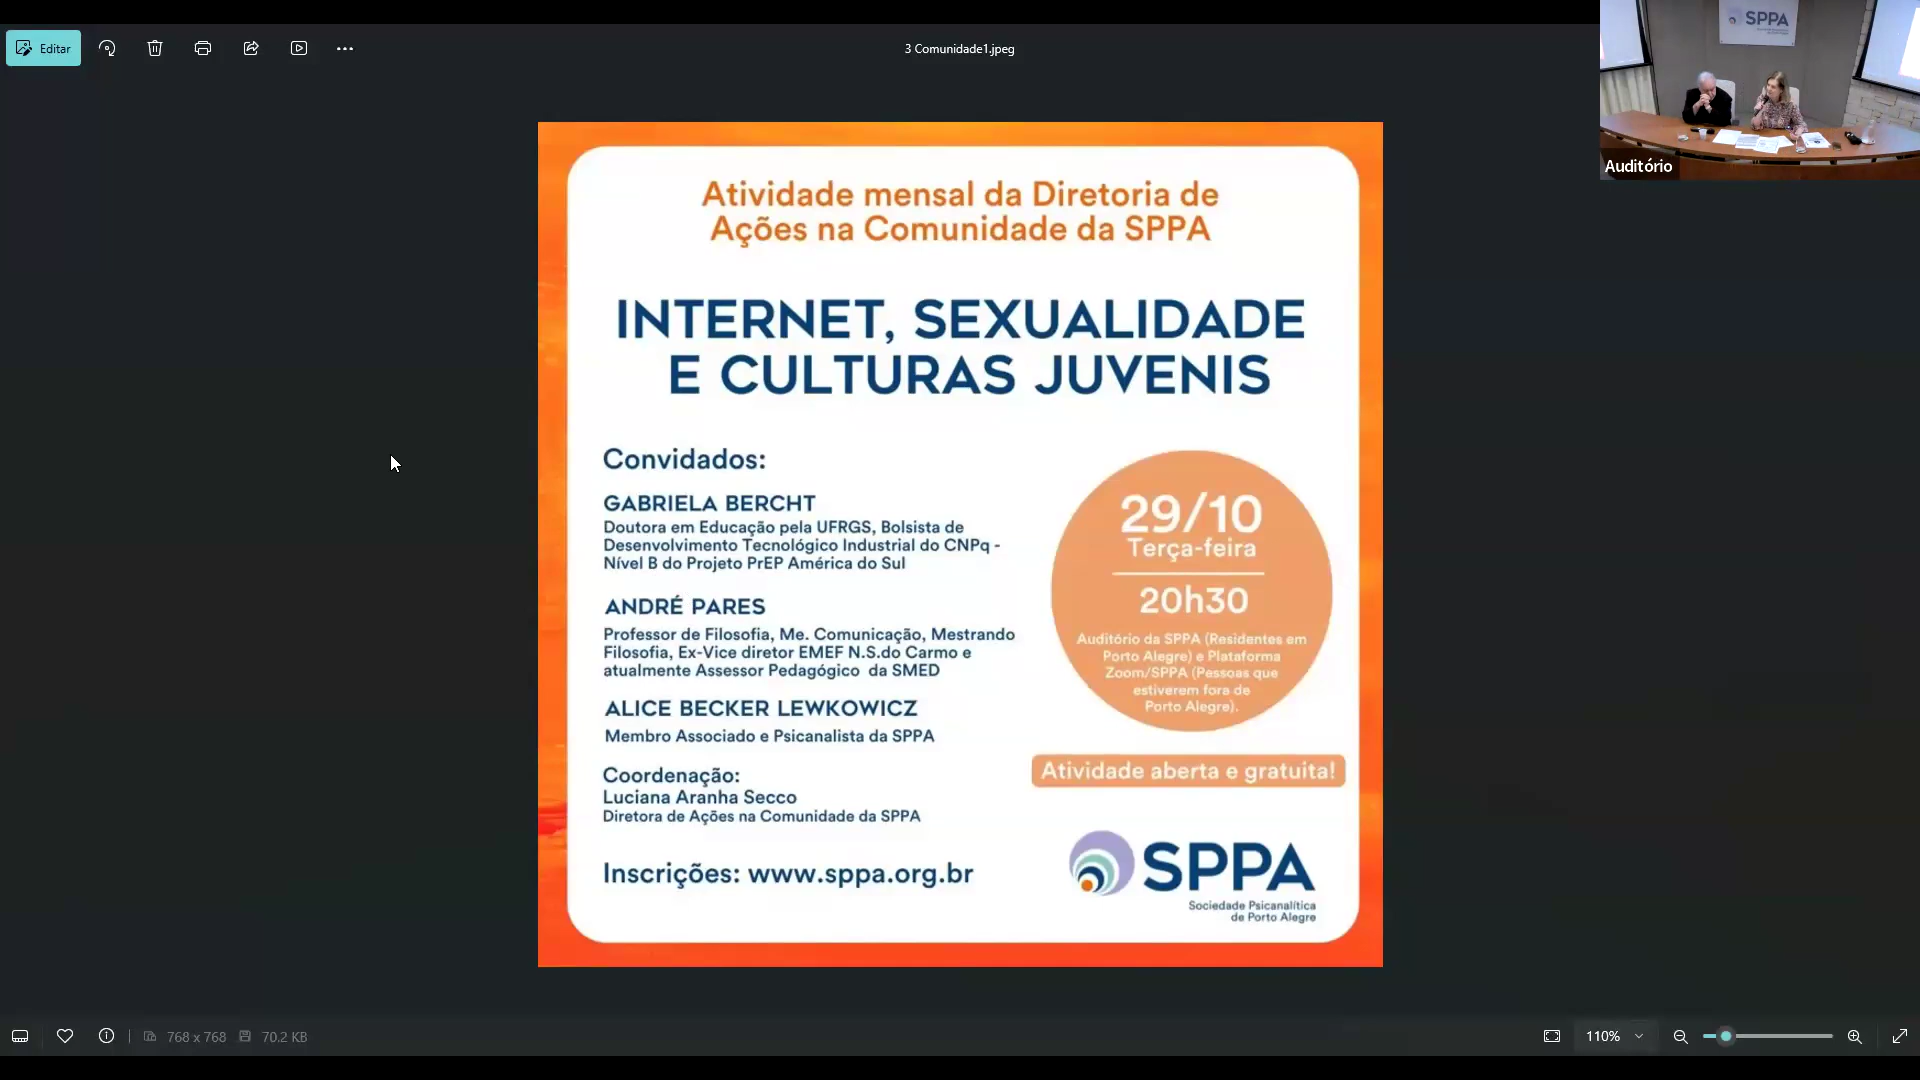 Editar
3 Comunidade1.jpeg
SPPA
Auditório
Atividade mensal da Diretoria de
Ações na Comunidade da SPPA
INTERNET, SEXUALIDADE
E CULTURAS JUVENIS
Convidados:
GABRIELA BERCHT
Doutora em Educação pela UFRGS, Bolsista de
Desenvolvimento Tecnológico Industrial do CNPq -
Nível B do Projeto PrEP América do Sul
ANDRÉ PARES
Professor de Filosofia, Me. Comunicação, Mestrando
Filosofia, Ex-Vice diretor EMEF N.S.do Carmo e
atualmente Assessor Pedagógico da SMED
ALICE BECKER LEWKOWICZ
Membro Associado e Psicanalista da SPPA
Coordenação:
Luciana Aranha Secco
Diretora de Ações na Comunidade da SPPA
Inscrições: www.sppa.org.br
29/10
Terça-feira
20h30
Auditório da SPPA (Residentes em
Porto Alegre) e Plataforma
Zoom/SPPA (Pessoas que
estiverem fora de
Porto Alegre).
Atividade aberta e gratuita!
SPPA
Sociedade Psicanalítica
de Porto Alegre
768 x 768
70.2 KB
110%